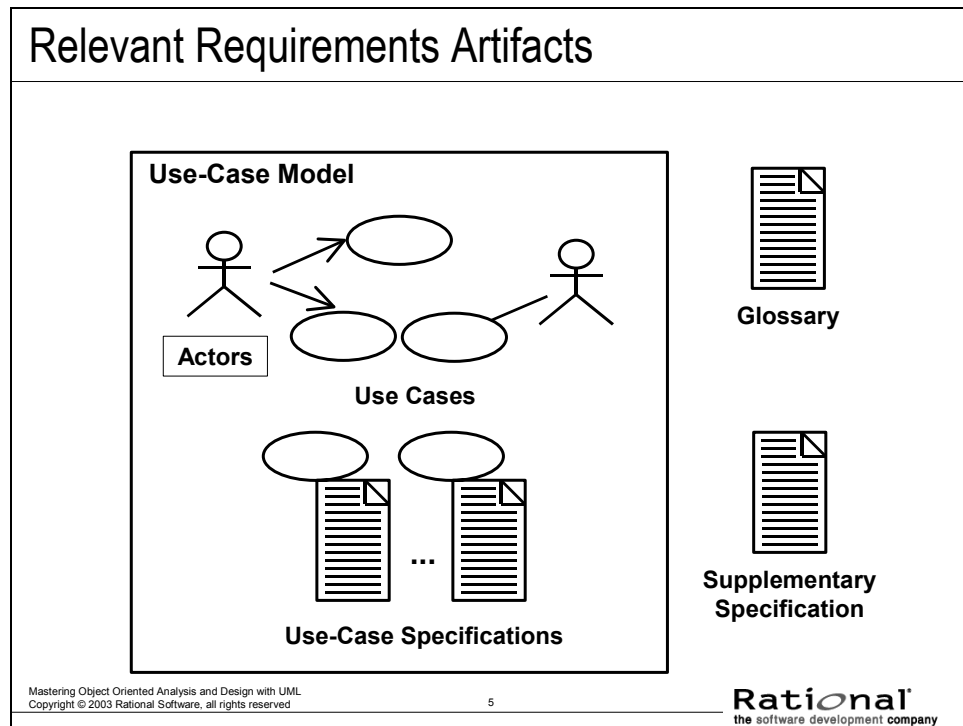 Relevant Requirements Artifacts
Use-Case Model
Actors
Use Cases
...
Use-Case Specifications
Glossary
Supplementary
Specification
Mastering Object Oriented Analysis and Design with UML
Copyright © 2003 Rational Software, all rights reserved
5
Rational
the software development company